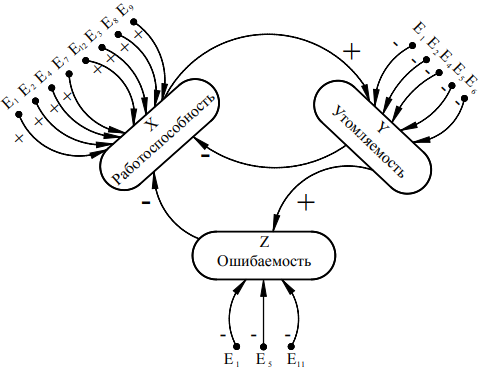 E1 E2 E4 E7 E12 E3 E8 E9
+ + + + + + + +
X
Работоспособность
+
-
E1 E2 E4 E5 E6
- - - - -
Y
Утомляемость
-
+
Z
Ошибаемость
- - -
E1 E5 E11